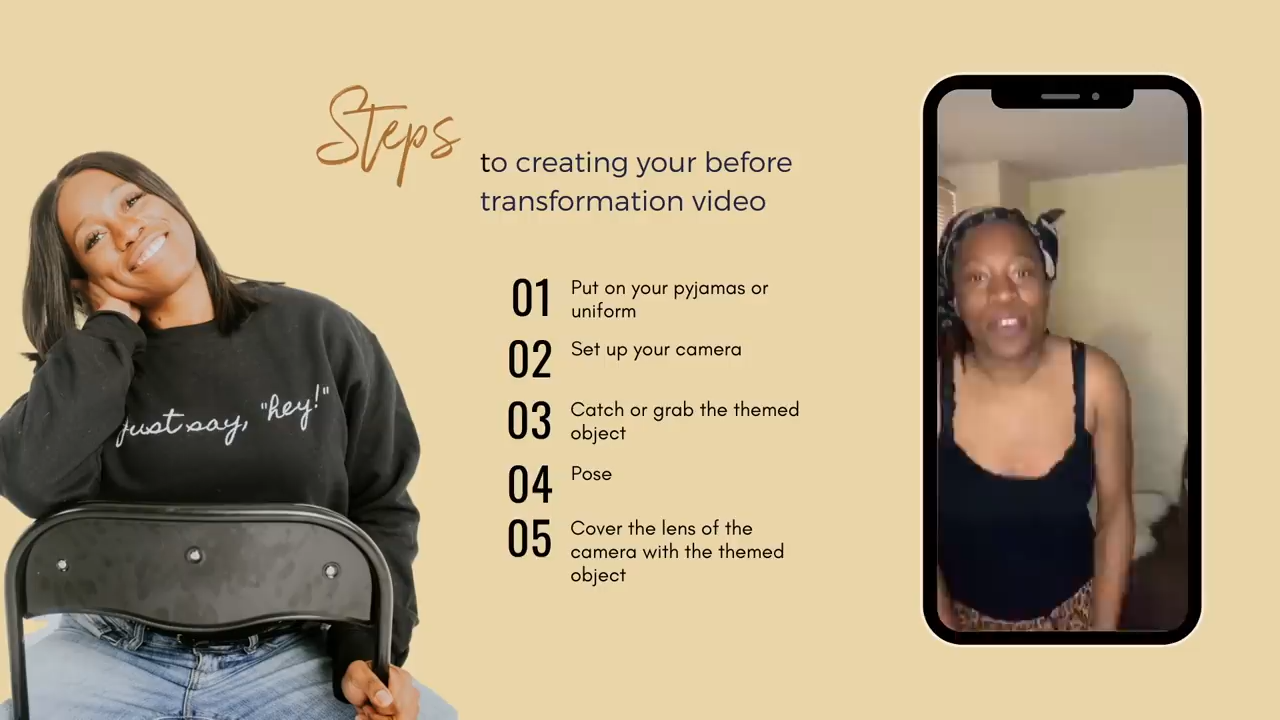 Steps
to creating your before
transformation video
just say, "hey!"
01 Put on your pyjamas or
uniform
02 Set up your camera
03 Catch or grab the themed
object
04 Pose
05 Cover the lens of the
camera with the themed
object